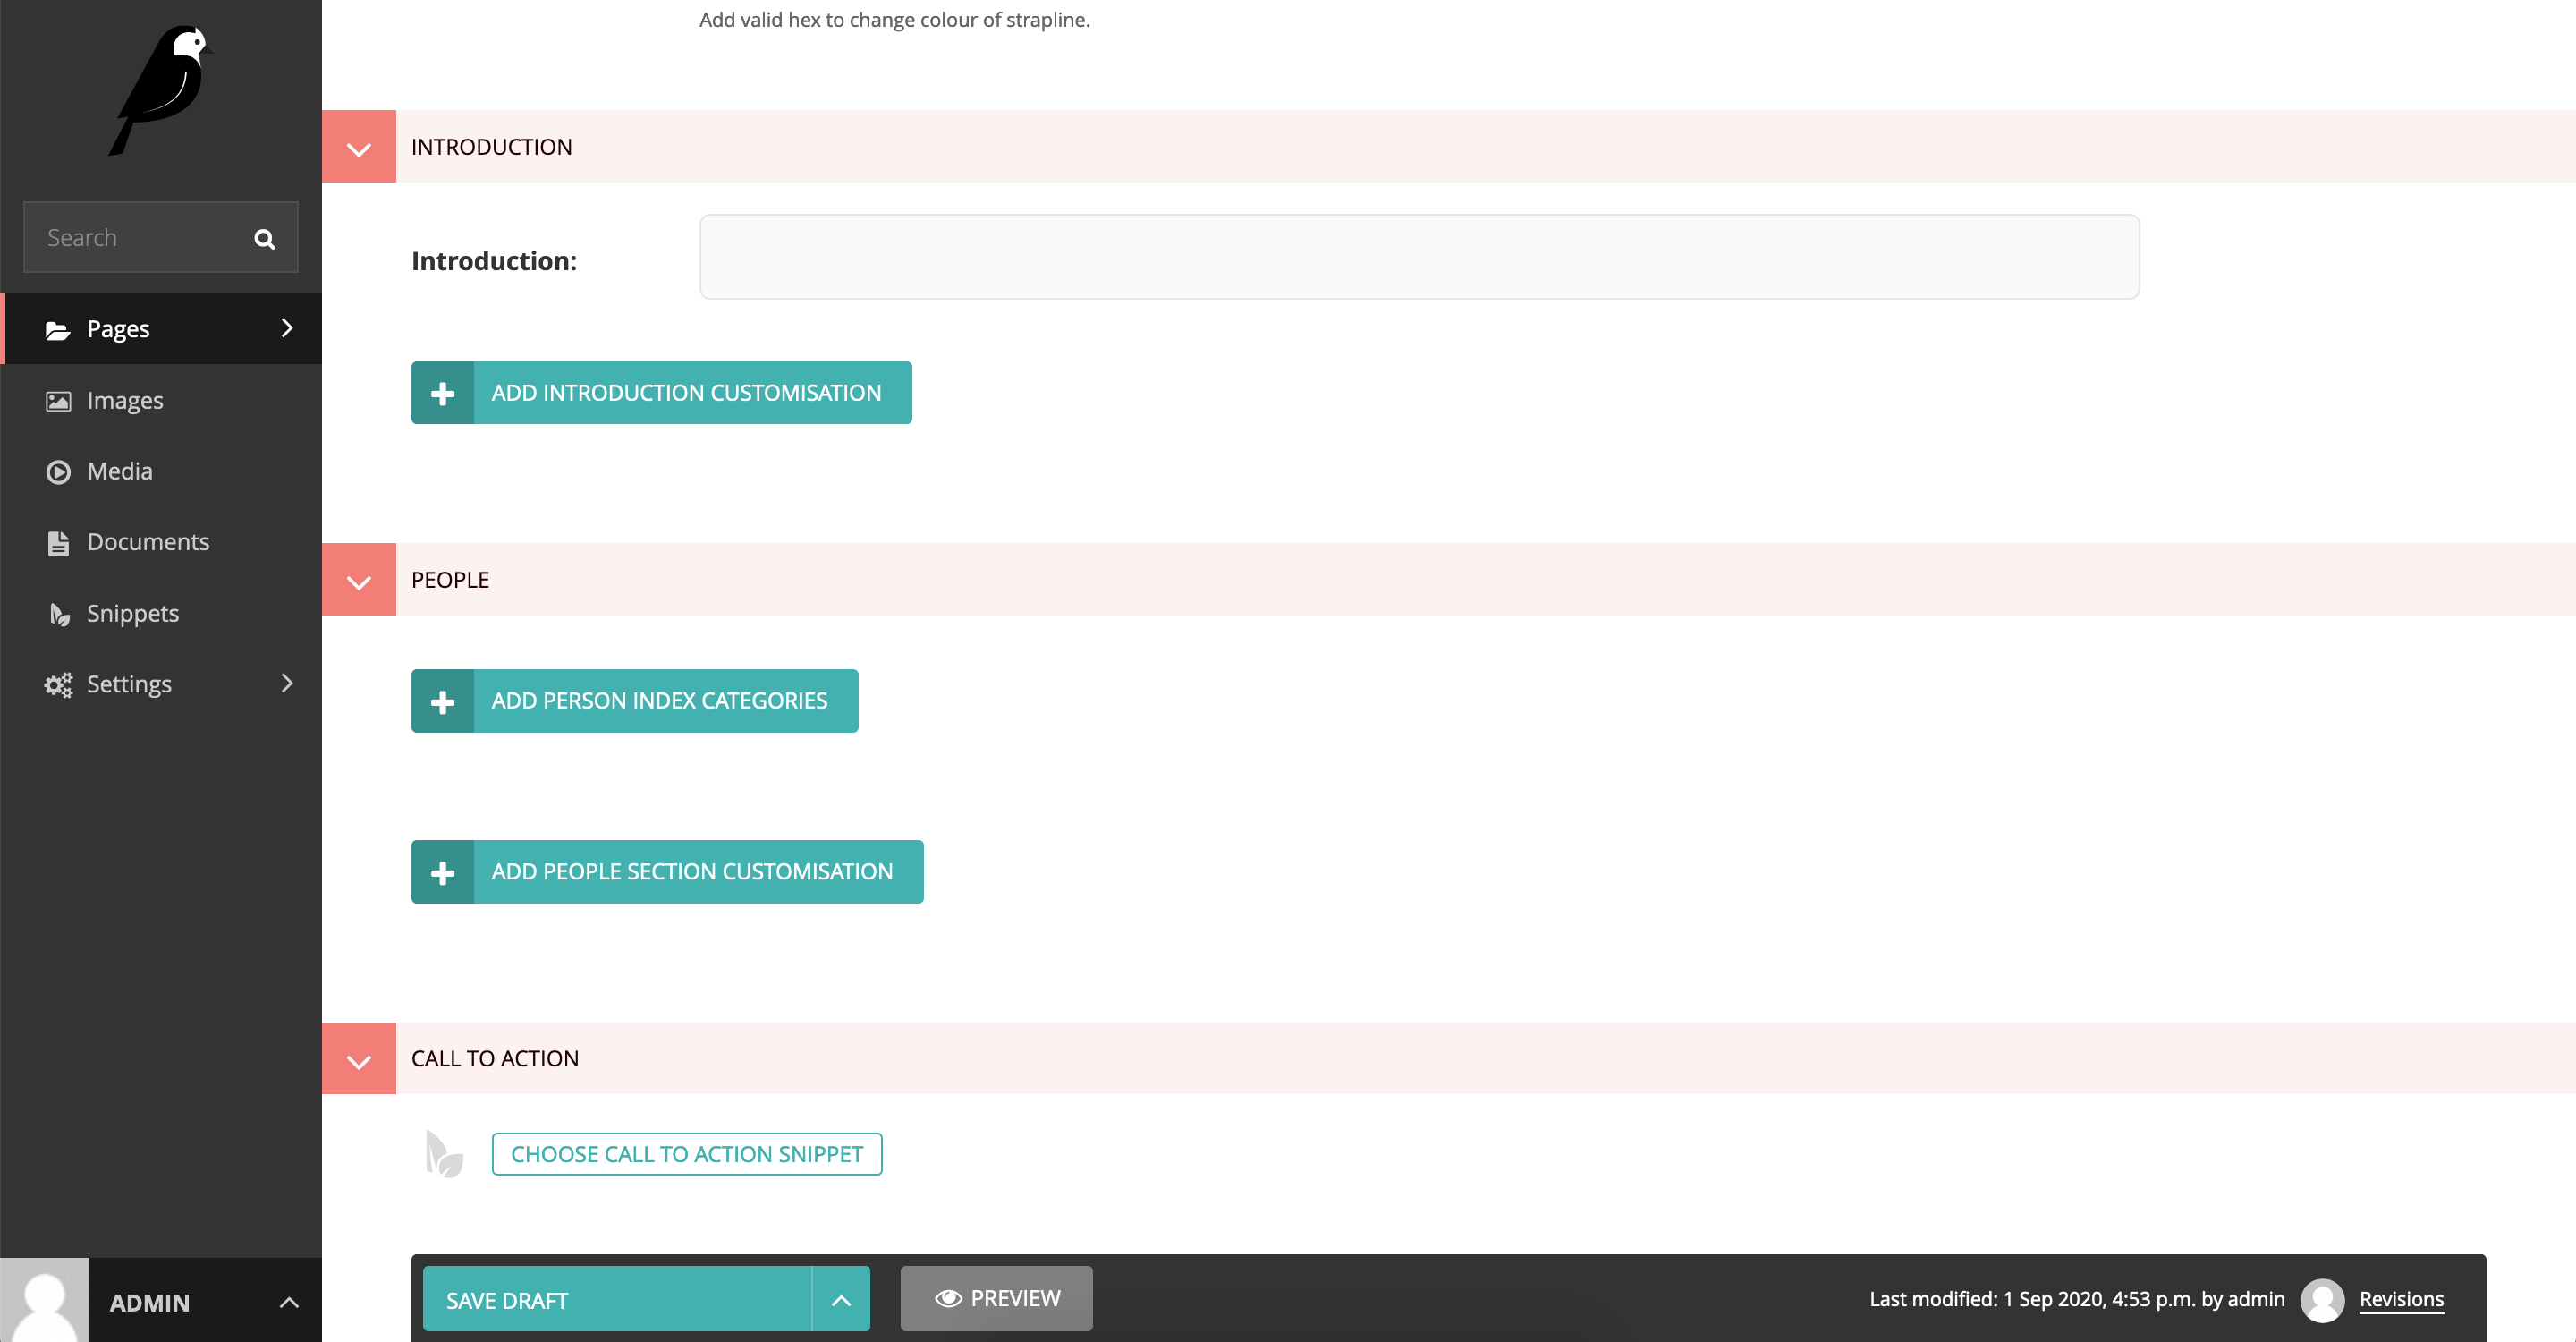 Add valid hex to change colour of strapline.
Search
Pages
Images
Media
Documents
Snippets
Settings
ADMIN
INTRODUCTION
Introduction:
ADD INTRODUCTION CUSTOMISATION
PEOPLE
ADD PERSON INDEX CATEGORIES
ADD PEOPLE SECTION CUSTOMISATION
CALL TO ACTION
CHOOSE CALL TO ACTION SNIPPET
SAVE DRAFT
PREVIEW
Last modified: 1 Sep 2020, 4:53 p.m. by admin
Revisions